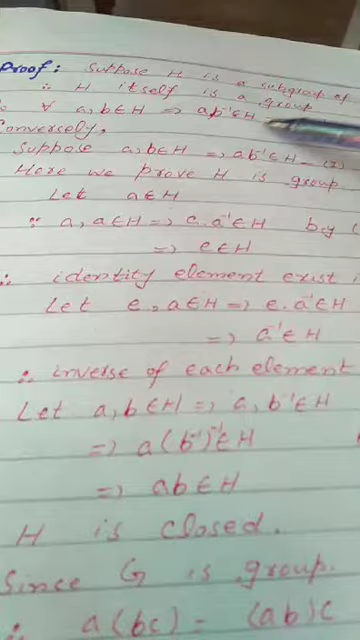 Proof: Suppose H is a subgroup of
∴ H itself is a group
∀ a,b∈H => ab⁻¹∈H
Conversely,
Suppose a,b∈H => ab⁻¹∈H
Here we prove H is group
Let a∈H
∵ a,a∈H => a.a⁻¹∈H by (
=> e∈H
∴ identity element exist
Let e,a∈H => e.a⁻¹∈H
=> a⁻¹∈H
∴ inverse of each element
Let a,b∈H => a,b⁻¹∈H
=> a(b⁻¹)⁻¹∈H
=> ab∈H
H is closed.
Since G is group.
∴ a(bc) = (ab)c